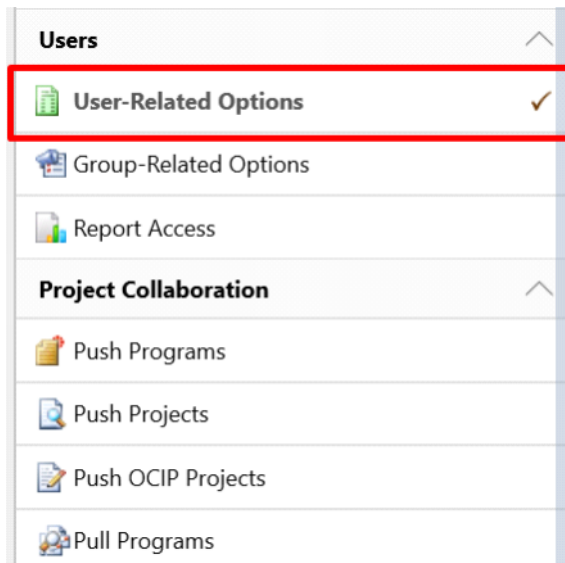 Users
User-Related Options
Group-Related Options
Report Access
Project Collaboration
Push Programs
Push Projects
Push OCIP Projects
Pull Programs